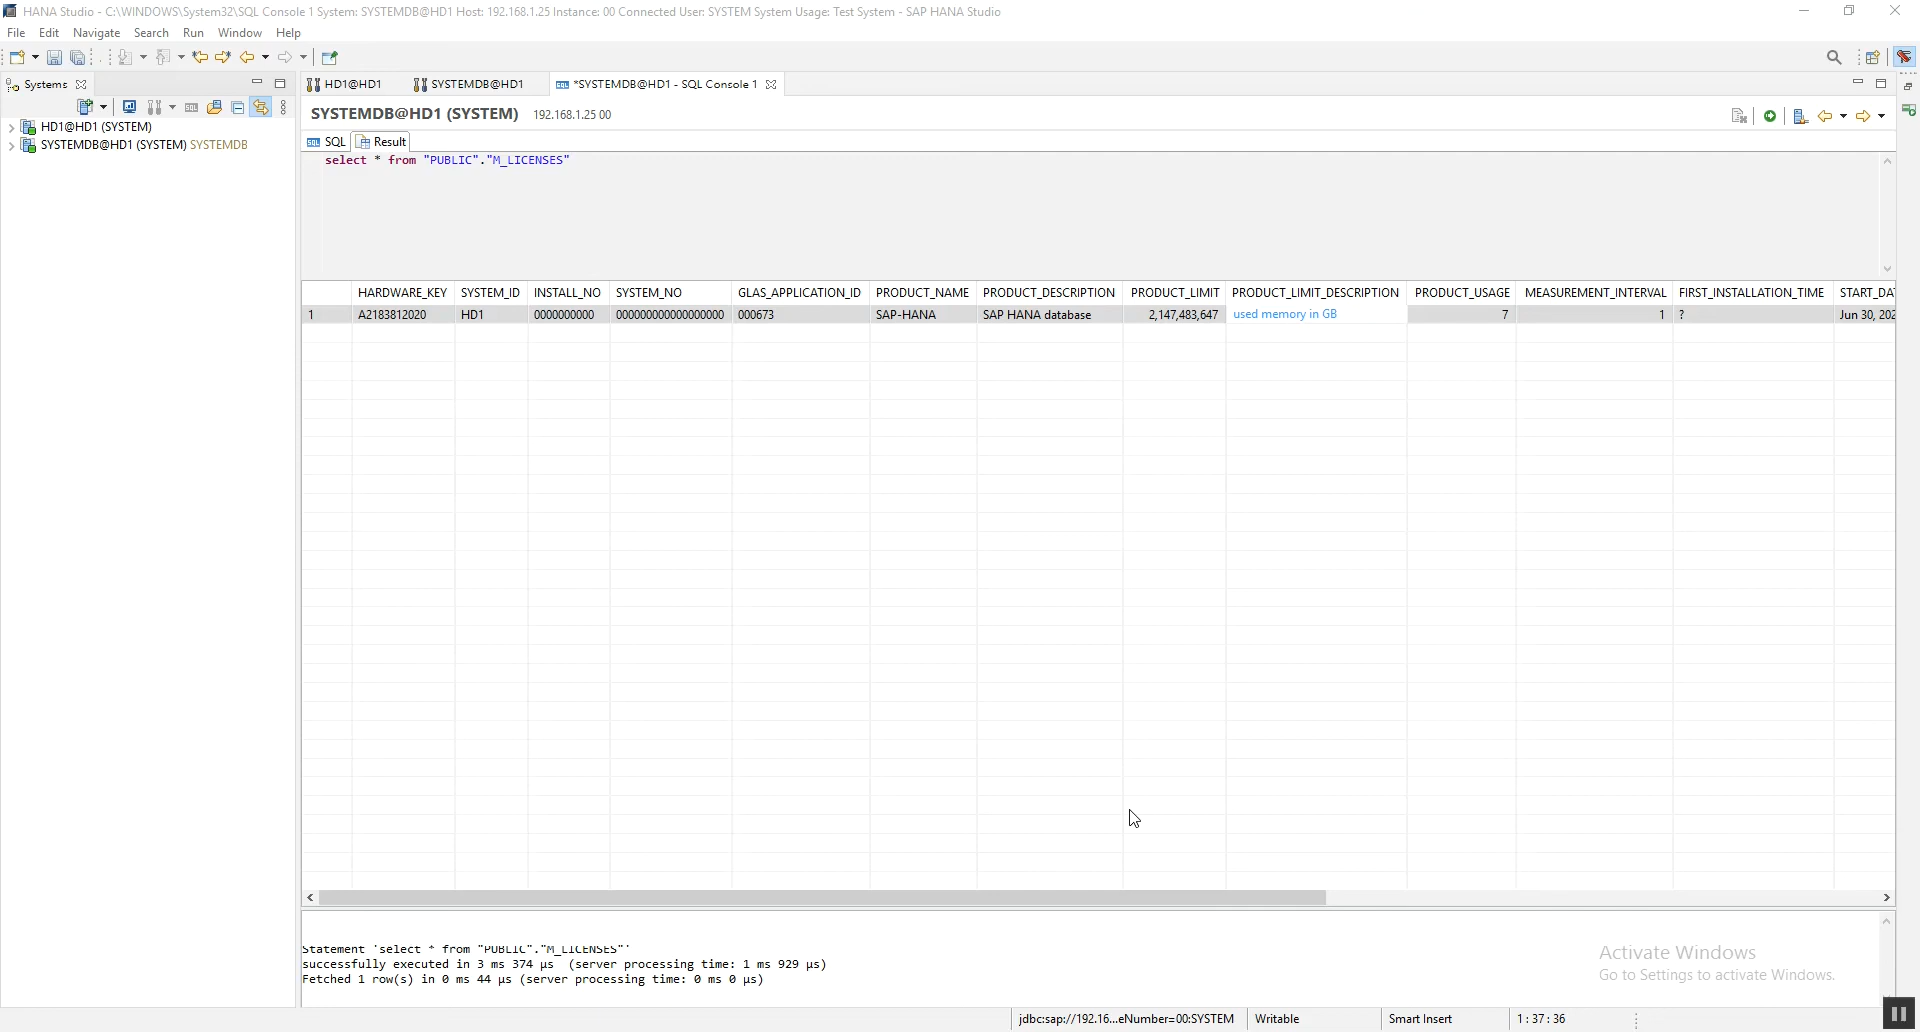 HANA Studio - C:\WINDOWS\System32\SQL Console 1 System: SYSTEMDB@HD1 Host: 192.168.1.25 Instance: 00 Connected User: SYSTEM System Usage: Test System - SAP HANA Studio
File Edit Navigate Search Run Window Help
Systems
HD1@HD1 (SYSTEM)
SYSTEMDB@HD1 (SYSTEM) SYSTEMDB
HD1@HD1 SYSTEMDB@HD1 *SYSTEMDB@HD1 - SQL Console 1
SYSTEMDB@HD1 (SYSTEM) 192.168.1.25 00
SQL Result
select * from "PUBLIC"."M_LICENSES"
HARDWARE_KEY SYSTEM_ID INSTALL_NO SYSTEM_NO GLAS_APPLICATION_ID PRODUCT_NAME PRODUCT_DESCRIPTION PRODUCT_LIMIT PRODUCT_LIMIT_DESCRIPTION PRODUCT_USAGE MEASUREMENT_INTERVAL FIRST_INSTALLATION_TIME START_DA
1 A2183812020 HD1 0000000000 000000000000000000 000673 SAP-HANA SAP HANA database 2,147,483,647 used memory in GB 7 1 ? Jun 30, 202
Statement 'select * from "PUBLIC"."M_LICENSES"'
successfully executed in 3 ms 374 µs (server processing time: 1 ms 929 µs)
Fetched 1 row(s) in 0 ms 44 µs (server processing time: 0 ms 0 µs)
Activate Windows
Go to Settings to activate Windows.
jdbc:sap://192.16...eNumber=00:SYSTEM Writable Smart Insert 1 : 37 : 36